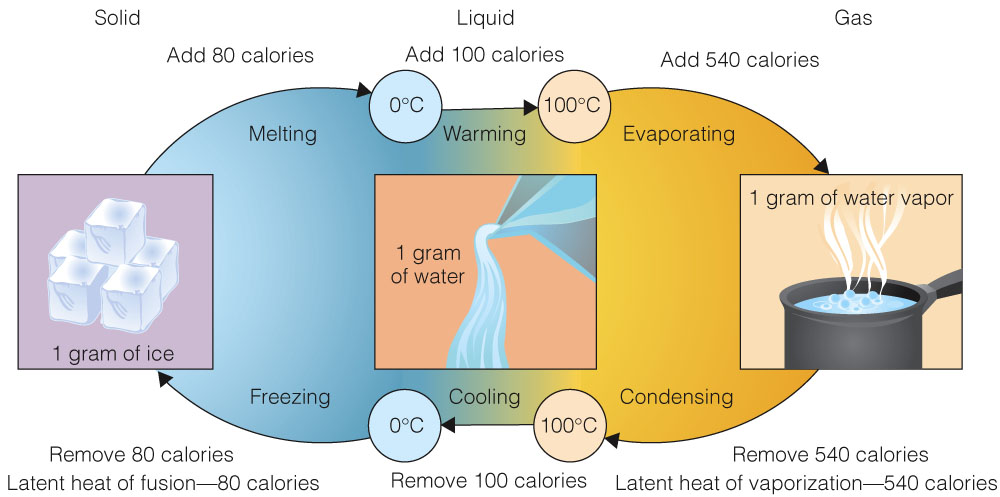 Solid
Liquid
Gas
Add 80 calories
Add 100 calories
Add 540 calories
0°C
100°C
Melting
Warming
Evaporating
1 gram of ice
1 gram
of water
1 gram of water vapor
Freezing
Cooling
Condensing
0°C
100°C
Remove 80 calories
Latent heat of fusion—80 calories
Remove 100 calories
Remove 540 calories
Latent heat of vaporization—540 calories